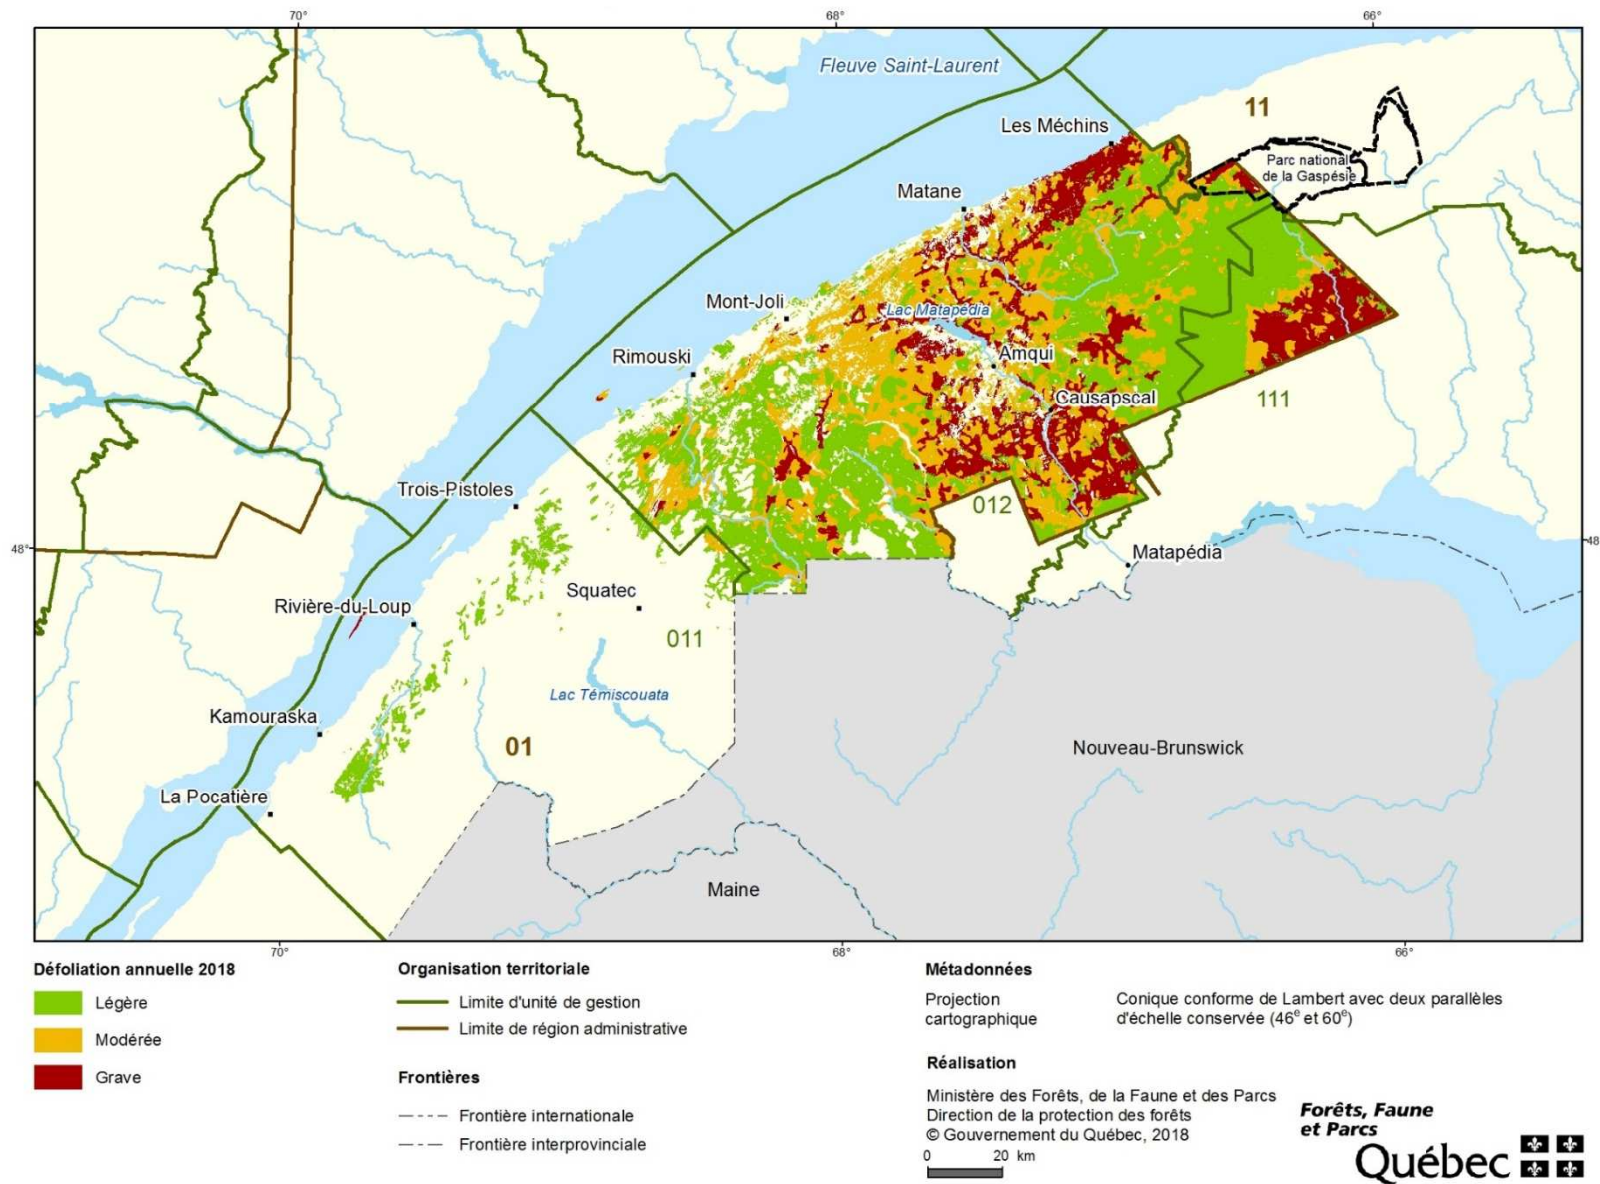 70°
68°
66°
Fleuve Saint-Laurent
11
Les Méchins
Parc national
de la Gaspésie
Matane
Mont-Joli
Lac Matapédia
Rimouski
Amqui
Causapscal
111
Trois-Pistoles
012
48°
48
Matapédia
Squatec
Rivière-du-Loup
011
Lac Témiscouata
Kamouraska
01
Nouveau-Brunswick
La Pocatière
Maine
70°
68°
66°
Défoliation annuelle 2018
Légère
Modérée
Grave
Organisation territoriale
Limite d'unité de gestion
Limite de région administrative
Frontières
Frontière internationale
Frontière interprovinciale
Métadonnées
Projection
cartographique
Conique conforme de Lambert avec deux parallèles
d'échelle conservée (46e et 60e)
Réalisation
Ministère des Forêts, de la Faune et des Parcs
Direction de la protection des forêts
© Gouvernement du Québec, 2018
0 20 km
Forêts, Faune
et Parcs
Québec